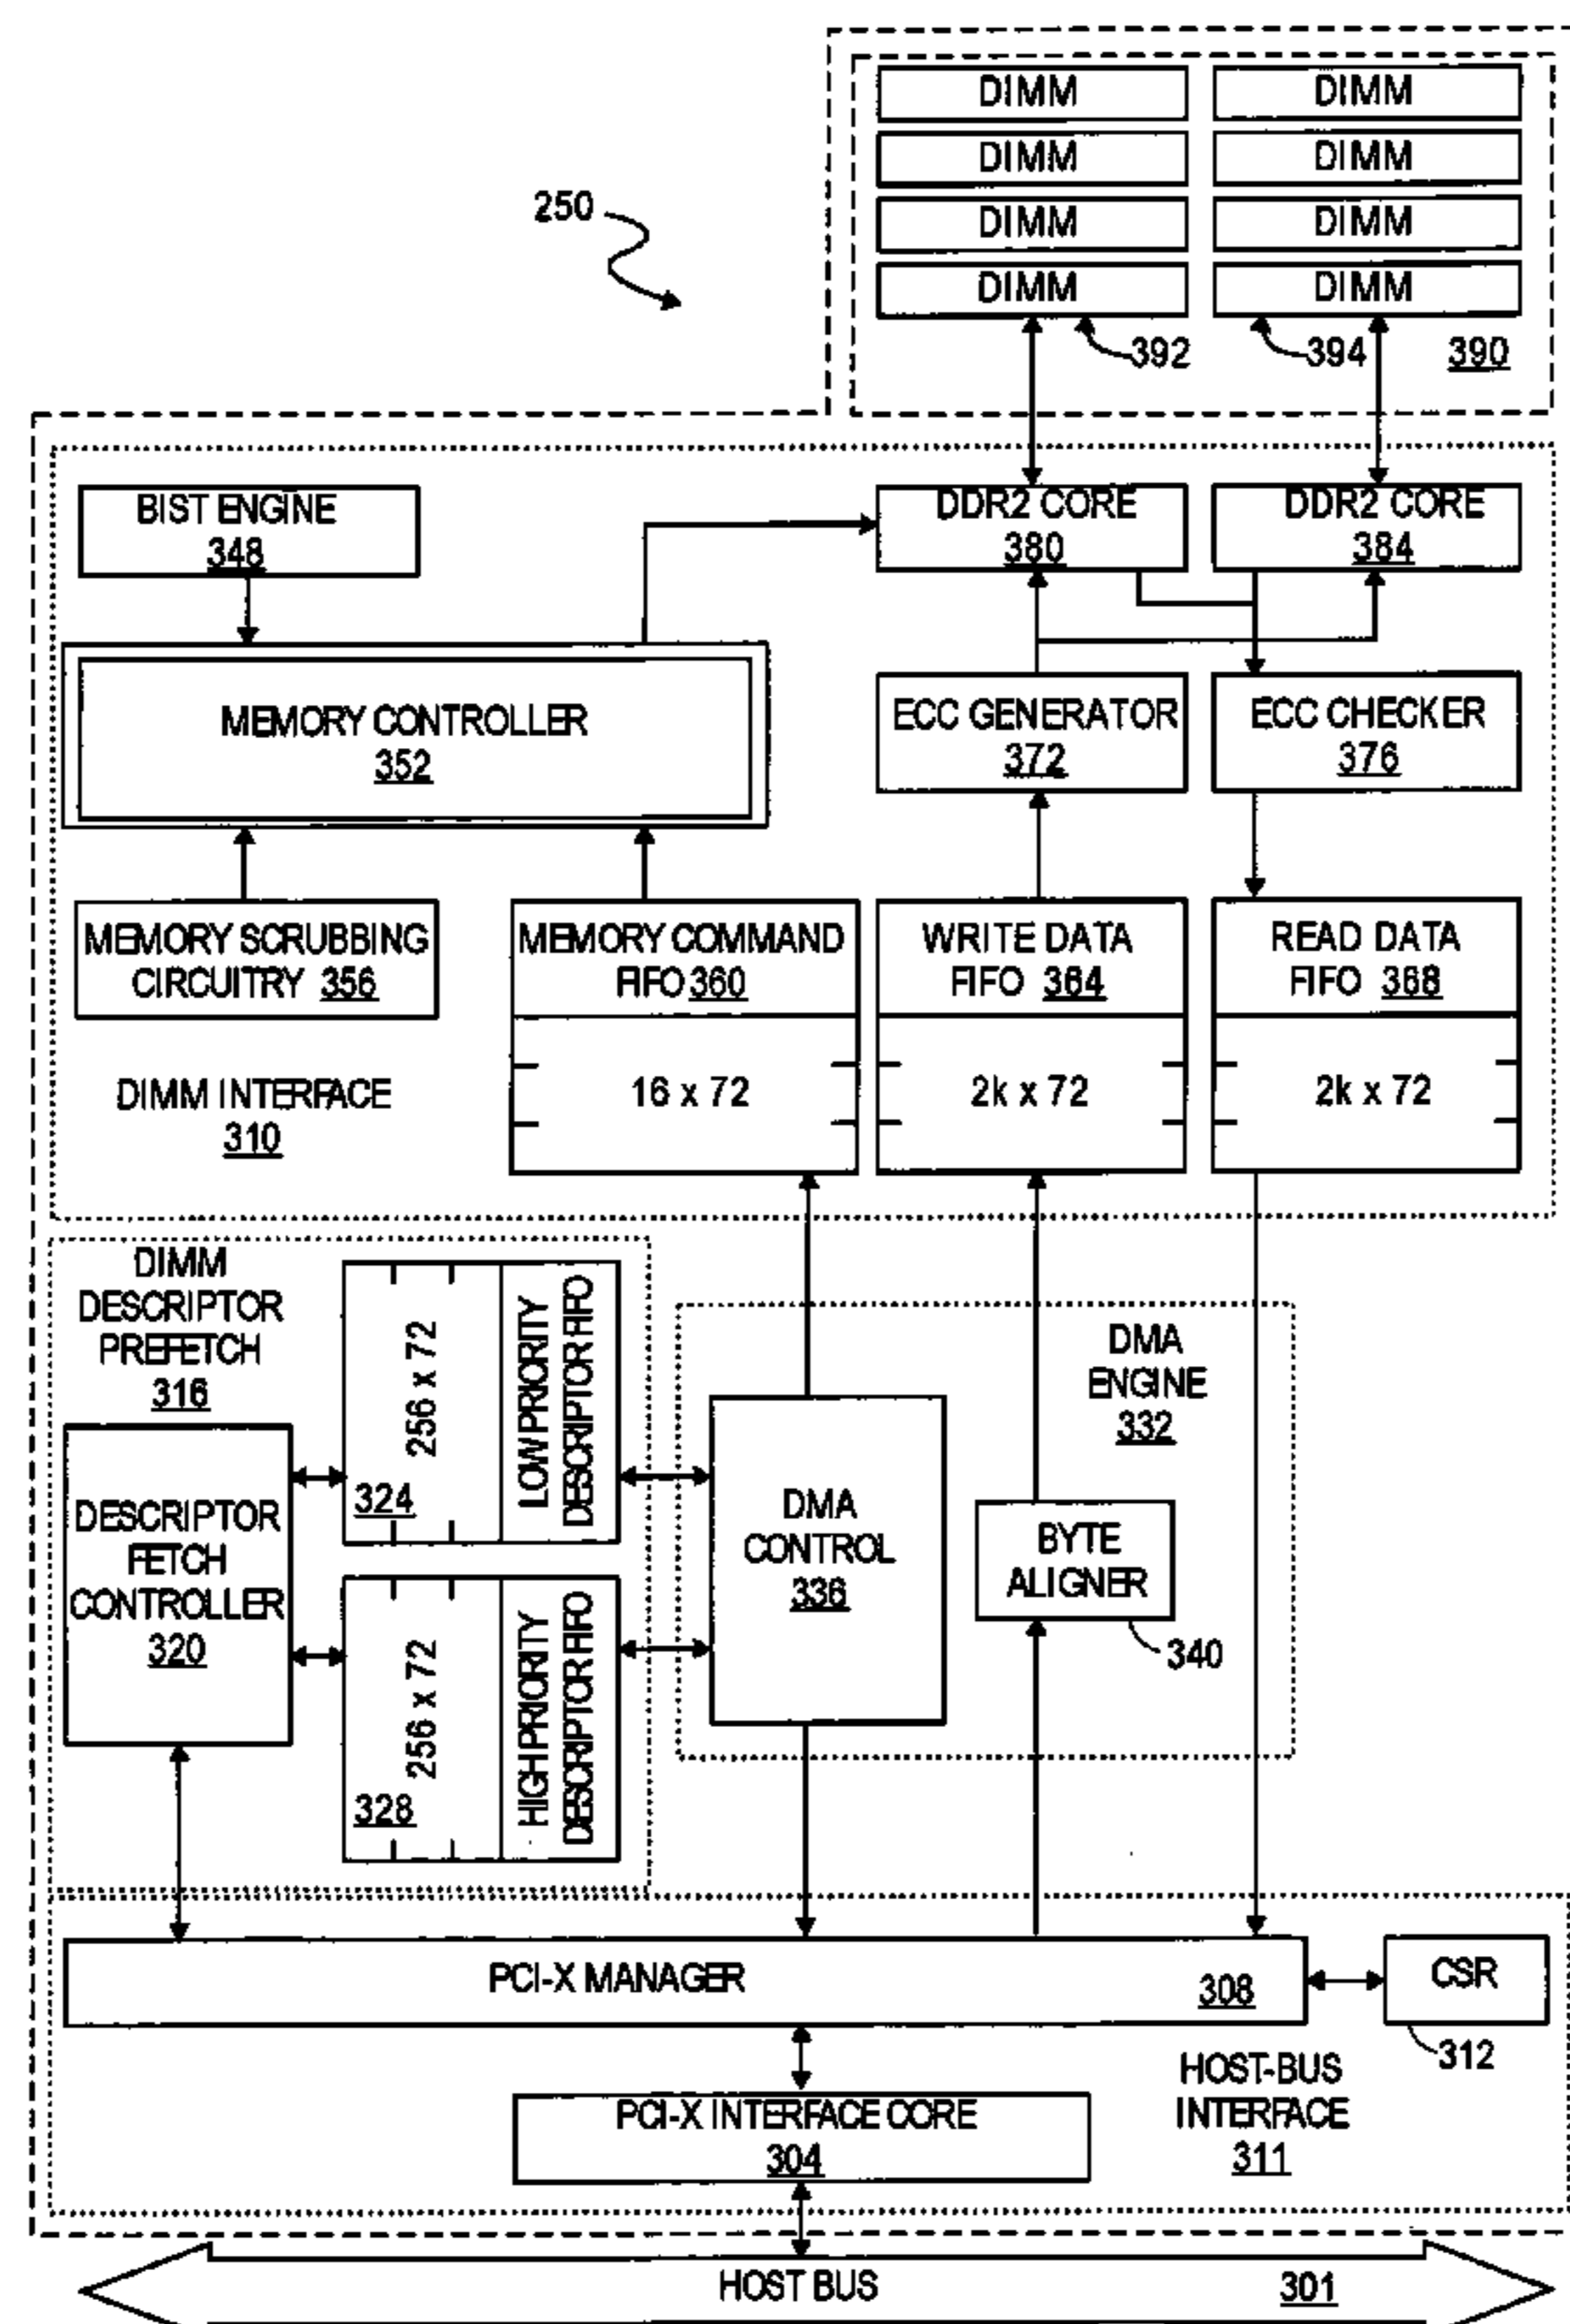 DIMM DIMM
DIMM DIMM
250
DIMM DIMM
DIMM DIMM
392 394 390
BIST ENGINE
348
DDR2 CORE
380
DDR2 CORE
384
MEMORY CONTROLLER
352
ECC GENERATOR
372
ECC CHECKER
376
MEMORY SCRUBBING
CIRCUITRY 356
MEMORY COMMAND
FIFO 360
16 x 72
WRITE DATA
FIFO 364
2k x 72
READ DATA
FIFO 368
2k x 72
DIMM INTERFACE
310
DIMM
DESCRIPTOR
PREFETCH
316
DESCRIPTOR
FETCH
CONTROLLER
320
324
256 x 72
LOW PRIORITY
DESCRIPTOR FIFO
328
256 x 72
HIGH PRIORITY
DESCRIPTOR FIFO
DMA
ENGINE
332
DMA
CONTROL
336
BYTE
ALIGNER
340
PCI-X MANAGER
308
CSR
312
HOST-BUS
INTERFACE
311
PCI-X INTERFACE CORE
304
HOST BUS
301